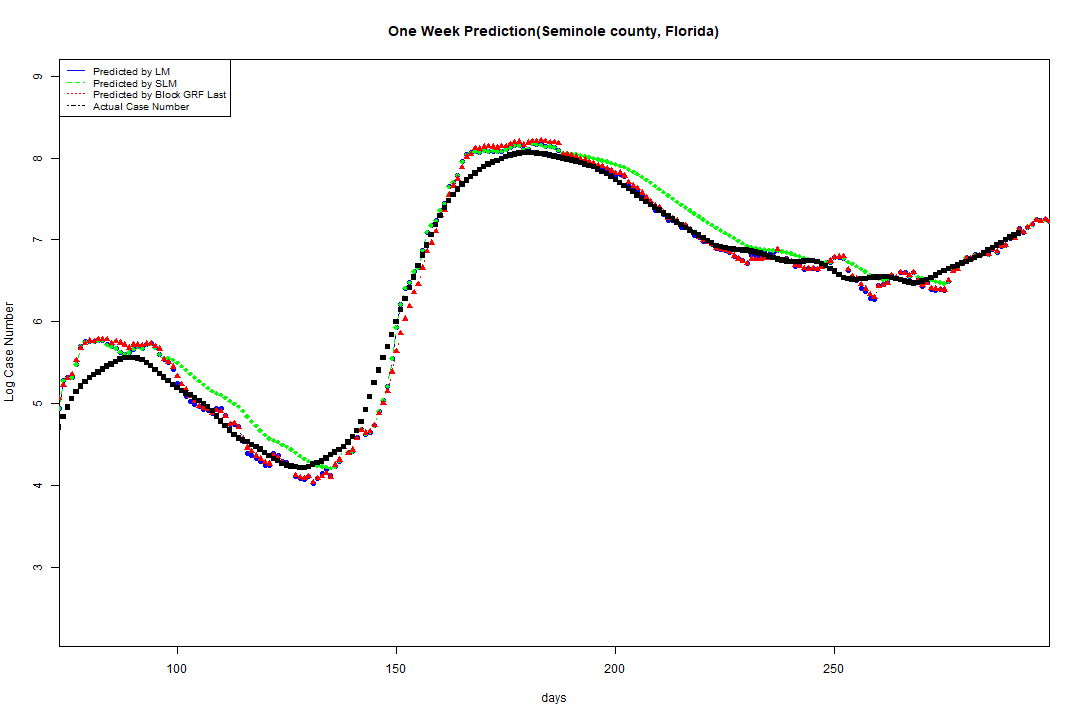 One Week Prediction(Seminole county, Florida)
Predicted by LM
Predicted by SLM
Predicted by Block GRF Last
Actual Case Number
9
8
7
6
5
4
3
Log Case Number
100 150 200 250
days